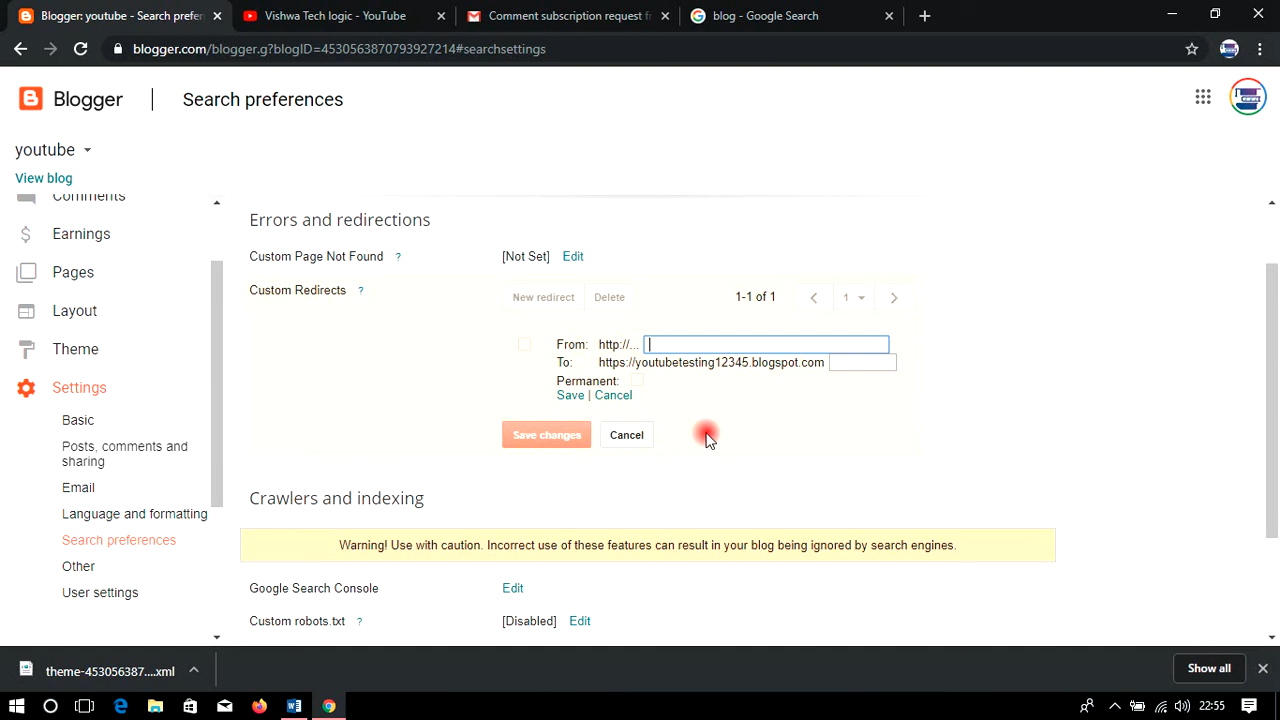 Blogger: youtube - Search prefer
Vishwa Tech logic - YouTube
Comment subscription request f
blog - Google Search
blogger.com/blogger.g?blogID=4530563870793927214#searchsettings
Blogger
Search preferences
youtube
View blog
Comments
Earnings
Pages
Layout
Theme
Settings
Basic
Posts, comments and
sharing
Email
Language and formatting
Search preferences
Other
User settings
Errors and redirections
Custom Page Not Found ? [Not Set] Edit
Custom Redirects ? New redirect Delete 1-1 of 1 1
From: http://...
To: https://youtubetesting12345.blogspot.com
Permanent:
Save | Cancel
Save changes Cancel
Crawlers and indexing
Warning! Use with caution. Incorrect use of these features can result in your blog being ignored by search engines.
Google Search Console Edit
Custom robots.txt ? [Disabled] Edit
theme-453056387....xml
Show all
22:55